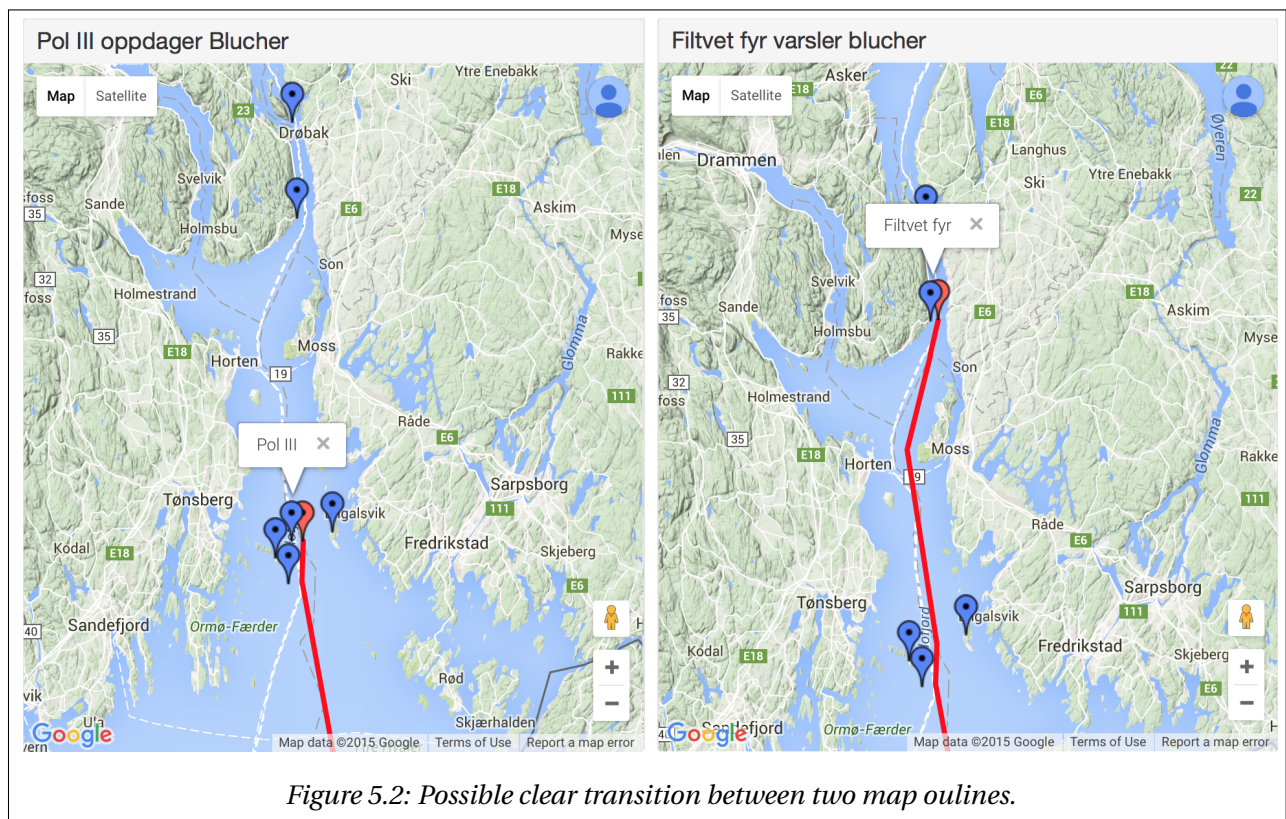 Pol III oppdager Blucher
Map Satellite
Ski
Ytre Enebakk
23
Drøbak
Svelvik
E18
Askim
sfoss
35
Sande
E6
Holmsbu
Myse
Son
32
foss
Holmestrand
Glomma
35
Moss
E18
Horten
19
Rakke
111
Råde
E6
Pol III ×
Tønsberg
Sarpsborg
111
galsvik
Fredrikstad
Kodal
E18
Skjeberg
E6
40
Sandefjord
Ormø-Færder
H
+
Rød
vik
−
Skjærhalden
Ula
Google
vern
Map data ©2015 Google Terms of Use Report a map error
Filtvet fyr varsler blucher
Map Satellite
Asker
E18
22
E6
E18
Øyeren
Langhus
alen
Drammen
Ski
Ytre Enebakk
22
Filtvet fyr ×
Svelvik
E18
Askim
sfoss
35
Sande
E6
Holmsbu
Myse
Son
32
foss
Holmestrand
Glomma
35
Moss
E18
Horten
9
Rakke
111
Råde
E6
Tønsberg
Sarpsborg
111
galsvik
ofjord
Fredrikstad
Kodal
E18
Skjeberg
E6
40
Sandefjord
Ormø-Færder
H
+
−
Google
Map data ©2015 Google Terms of Use Report a map error
Figure 5.2: Possible clear transition between two map oulines.